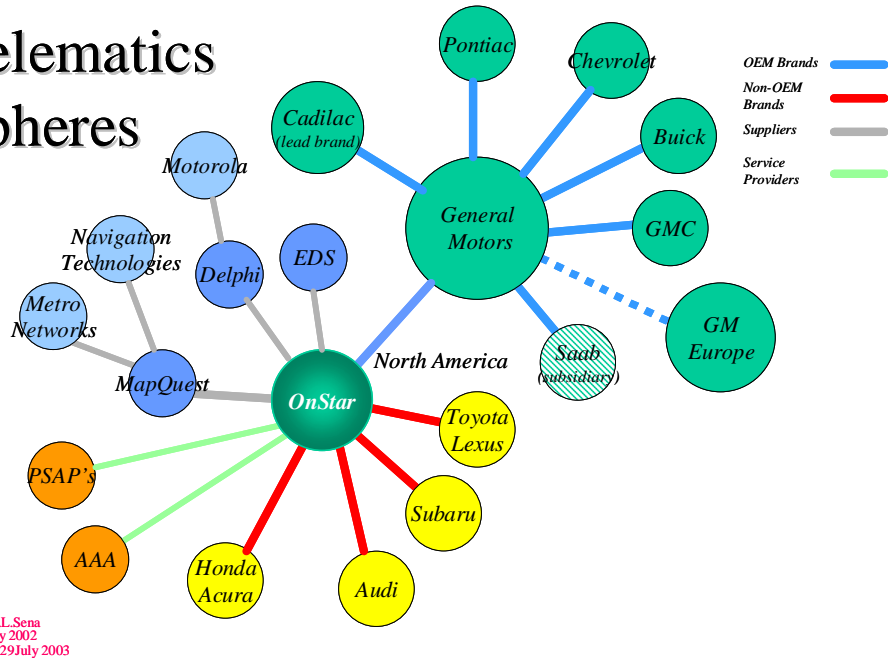 elematics
pheres
Pontiac
Chevrolet
Cadilac
(lead brand)
Buick
General
Motors
GMC
GM
Europe
Saab
(subsidiary)
OEM Brands
Non-OEM
Brands
Suppliers
Service
Providers
Motorola
Navigation
Technologies
Delphi
EDS
Metro
Networks
MapQuest
North America
OnStar
Toyota
Lexus
Subaru
Audi
Honda
Acura
PSAP's
AAA
.L.Sena
y 2002
29July 2003